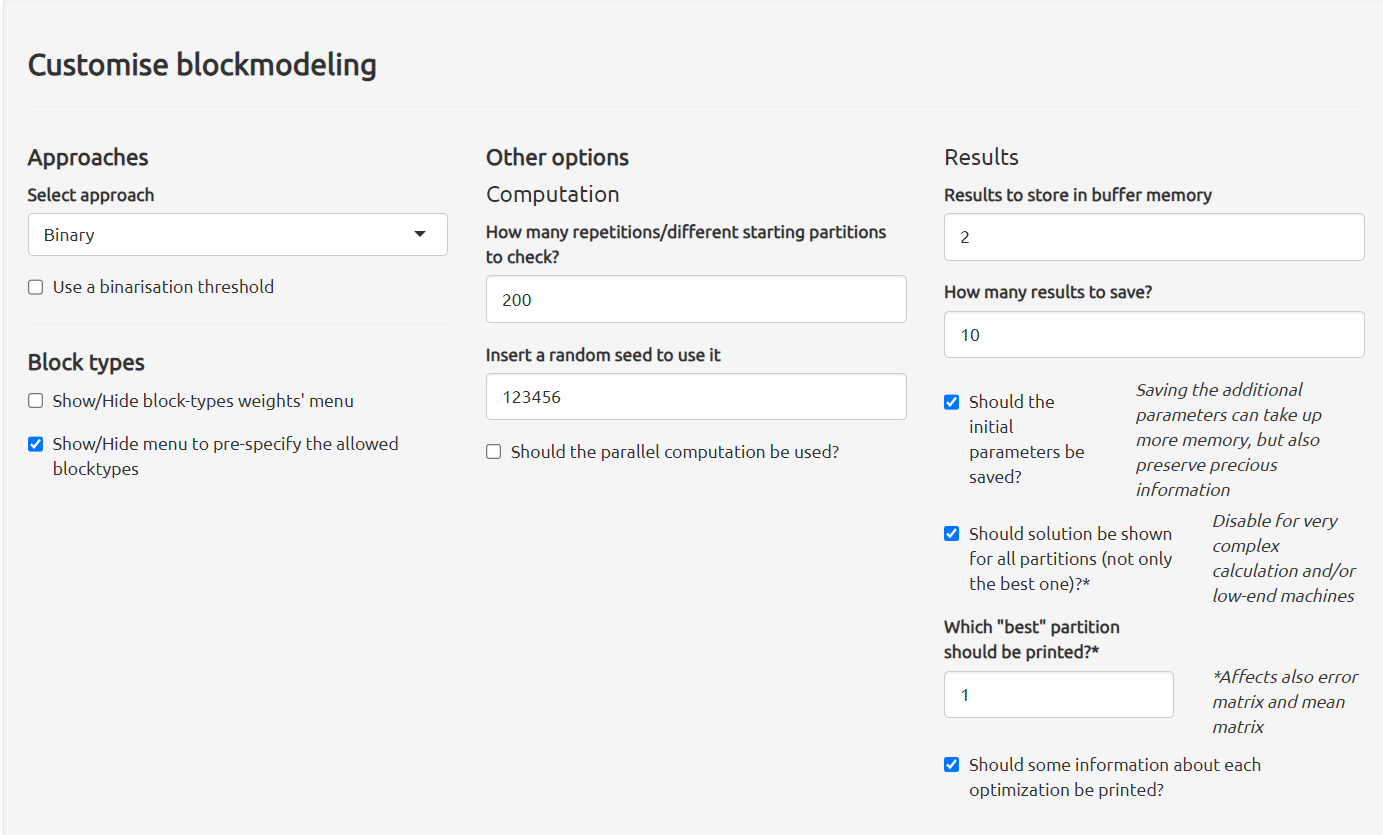 Customise blockmodeling
Approaches
Select approach
Binary
Use a binarisation threshold
Block types
Show/Hide block-types weights' menu
Show/Hide menu to pre-specify the allowed
blocktypes
Other options
Computation
How many repetitions/different starting partitions
to check?
200
Insert a random seed to use it
123456
Should the parallel computation be used?
Results
Results to store in buffer memory
2
How many results to save?
10
Should the
initial
parameters be
saved?
Saving the additional
parameters can take up
more memory, but also
preserve precious
information
Should solution be shown
for all partitions (not only
the best one)?*
Disable for very
complex
calculation and/or
low-end machines
Which "best" partition
should be printed?*
1
*Affects also error
matrix and mean
matrix
Should some information about each
optimization be printed?